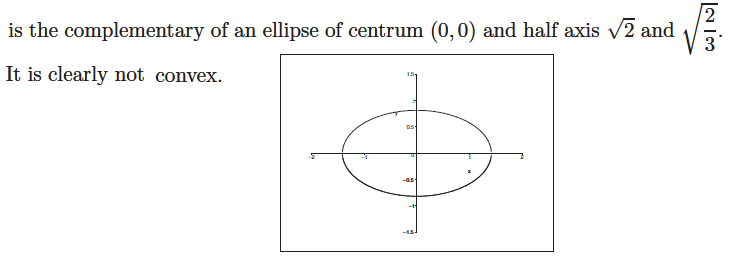 is the complementary of an ellipse of centrum (0, 0) and half axis √2 and √(2/3).
It is clearly not convex.
1.5
1
y
0.5
-2 -1 0 1 2
x
-0.5
-1
-1.5